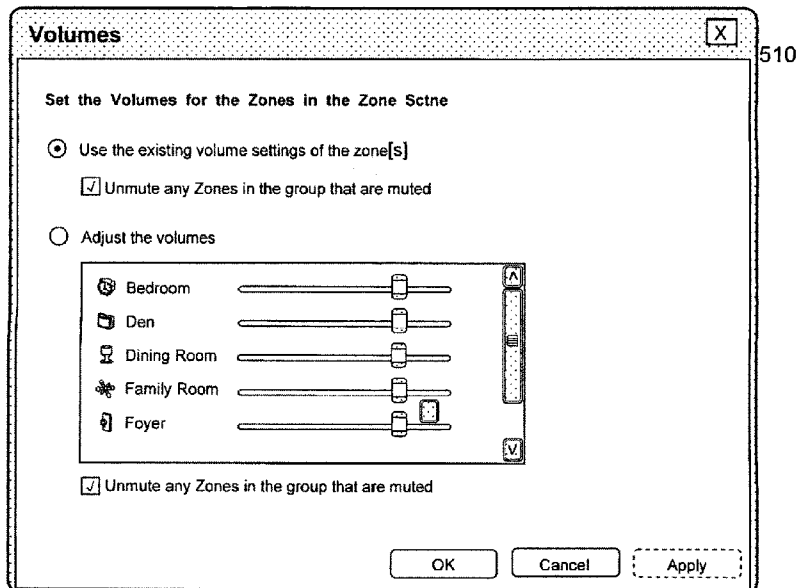 Volumes
X
510
Set the Volumes for the Zones in the Zone Sctne
Use the existing volume settings of the zone[s]
Unmute any Zones in the group that are muted
Adjust the volumes
Bedroom
Den
Dining Room
Family Room
Foyer
Unmute any Zones in the group that are muted
OK
Cancel
Apply